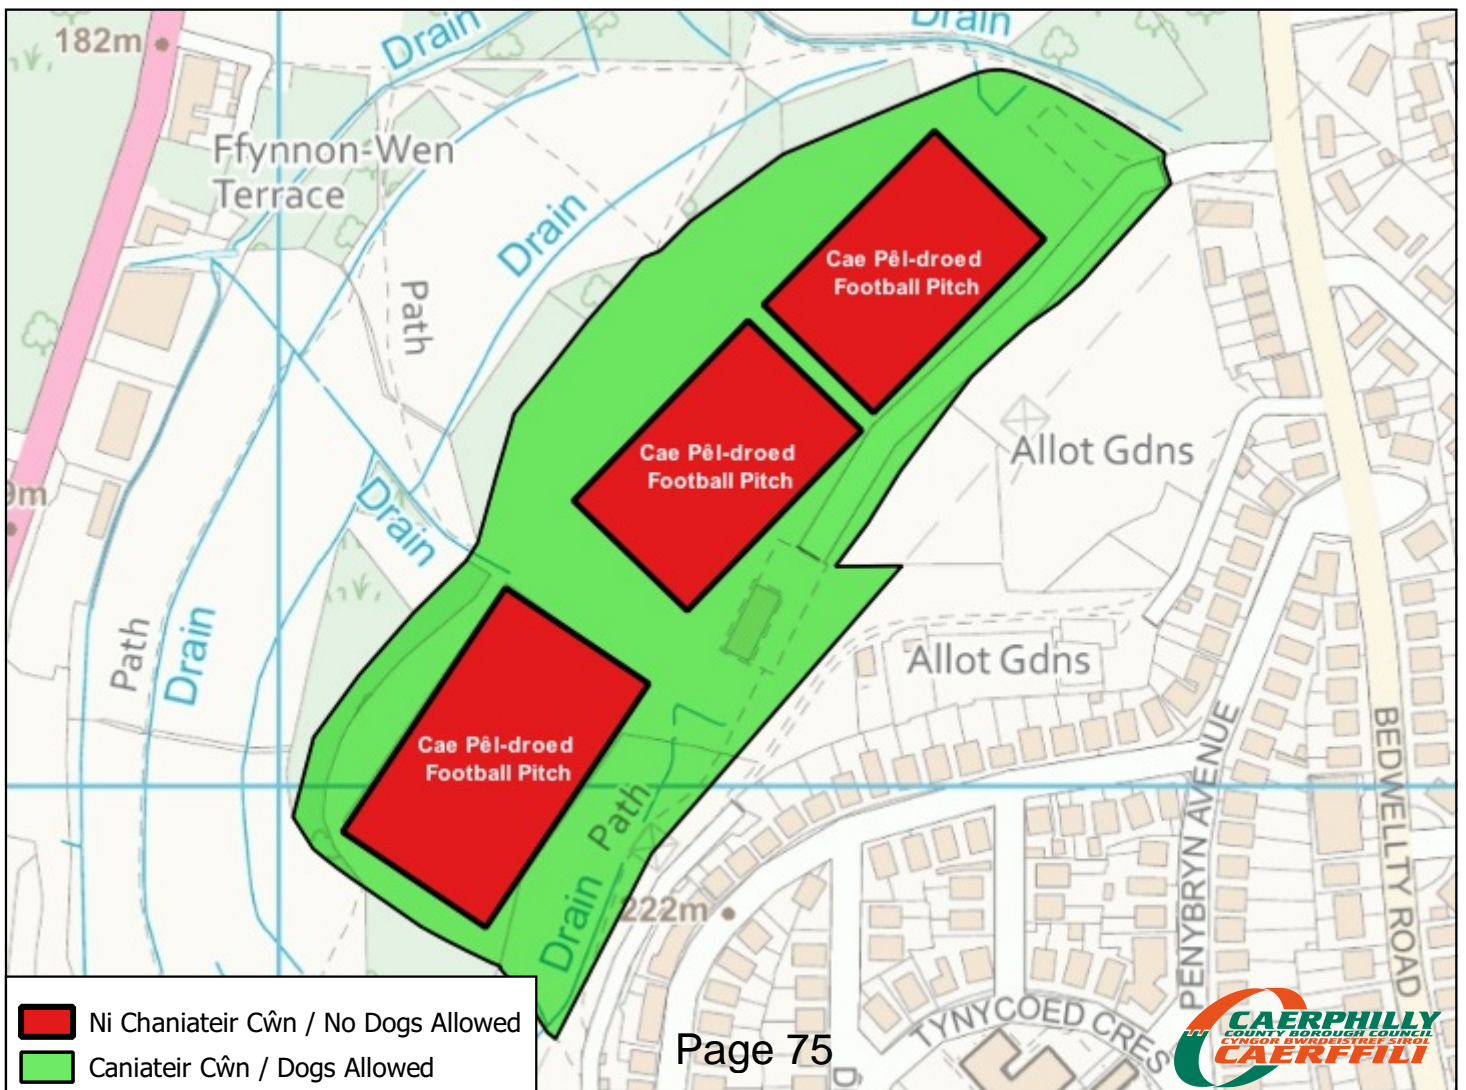 182m
Drain
Drain
Ffynnon-Wen
Terrace
Drain
Path
Cae Pêl-droed
Football Pitch
Cae Pêl-droed
Football Pitch
Allot Gdns
9m
Drain
Path
Drain
Allot Gdns
Cae Pêl-droed
Football Pitch
Path
Drain
222m
PENYBRYN AVENUE
BEDWELLTY ROAD
TYNYCOED CRES
Ni Chaniateir Cŵn / No Dogs Allowed
Caniateir Cŵn / Dogs Allowed
Page 75
CAERPHILLY
COUNTY BOROUGH COUNCIL
CYNGOR BWRDEISTREF SIROL
CAERFFILI